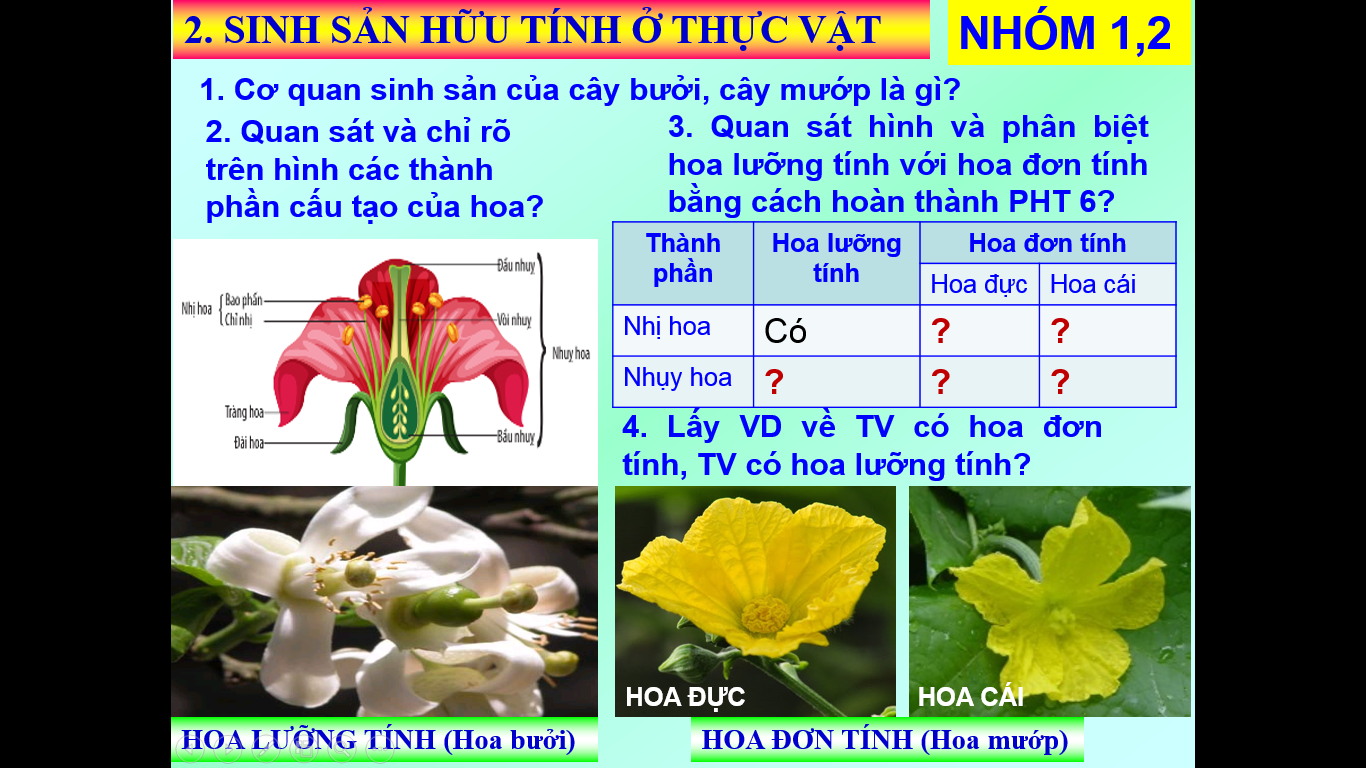 2. SINH SẢN HỮU TÍNH Ở THỰC VẬT
NHÓM 1,2
1. Cơ quan sinh sản của cây bưởi, cây mướp là gì?
2. Quan sát và chỉ rõ
trên hình các thành
phần cấu tạo của hoa?
3. Quan sát hình và phân biệt
hoa lưỡng tính với hoa đơn tính
bằng cách hoàn thành PHT 6?
Thành phần
Hoa lưỡng tính
Hoa đơn tính
Hoa đực
Hoa cái
Nhị hoa
Có
?
?
Nhụy hoa
?
?
?
Đầu nhuỵ
Nhị hoa
Bao phấn
Chỉ nhị
Vòi nhuỵ
Nhuỵ hoa
Tràng hoa
Đài hoa
Bầu nhuỵ
4. Lấy VD về TV có hoa đơn
tính, TV có hoa lưỡng tính?
HOA ĐỰC
HOA CÁI
HOA LƯỠNG TÍNH (Hoa bưởi)
HOA ĐƠN TÍNH (Hoa mướp)